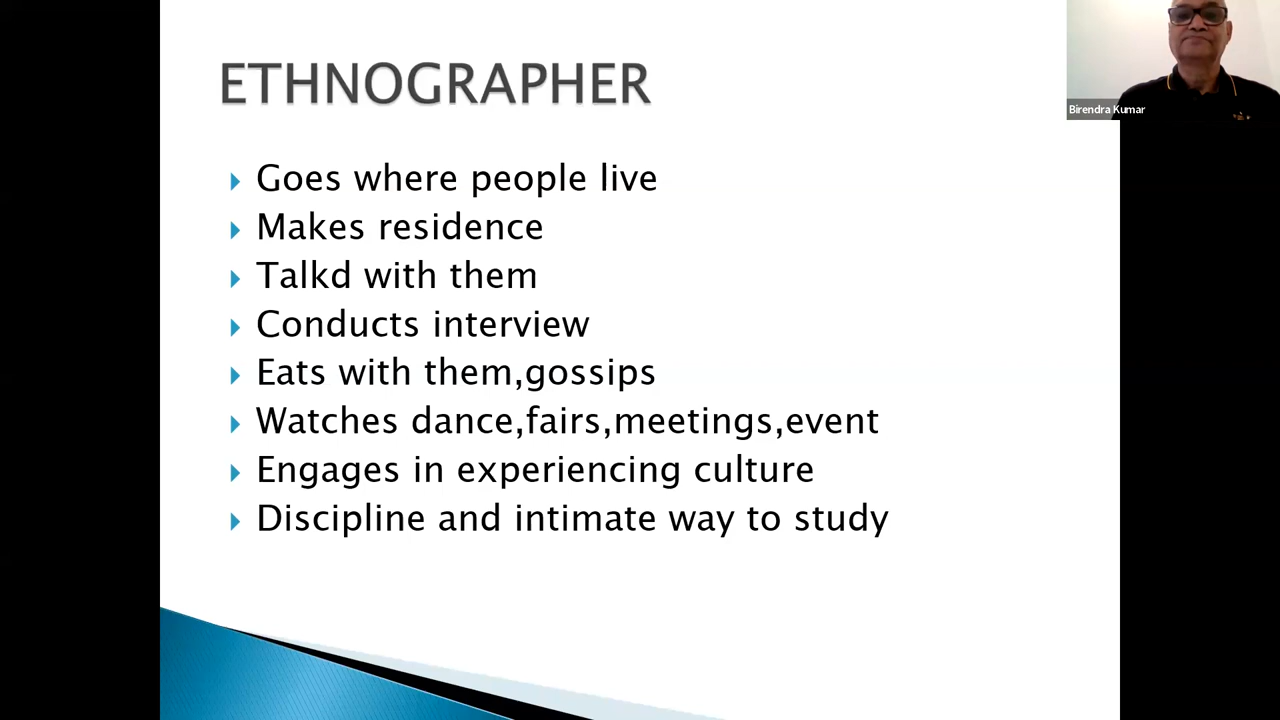 ETHNOGRAPHER
Birendra Kumar
Goes where people live
Makes residence
Talkd with them
Conducts interview
Eats with them,gossips
Watches dance,fairs,meetings,event
Engages in experiencing culture
Discipline and intimate way to study